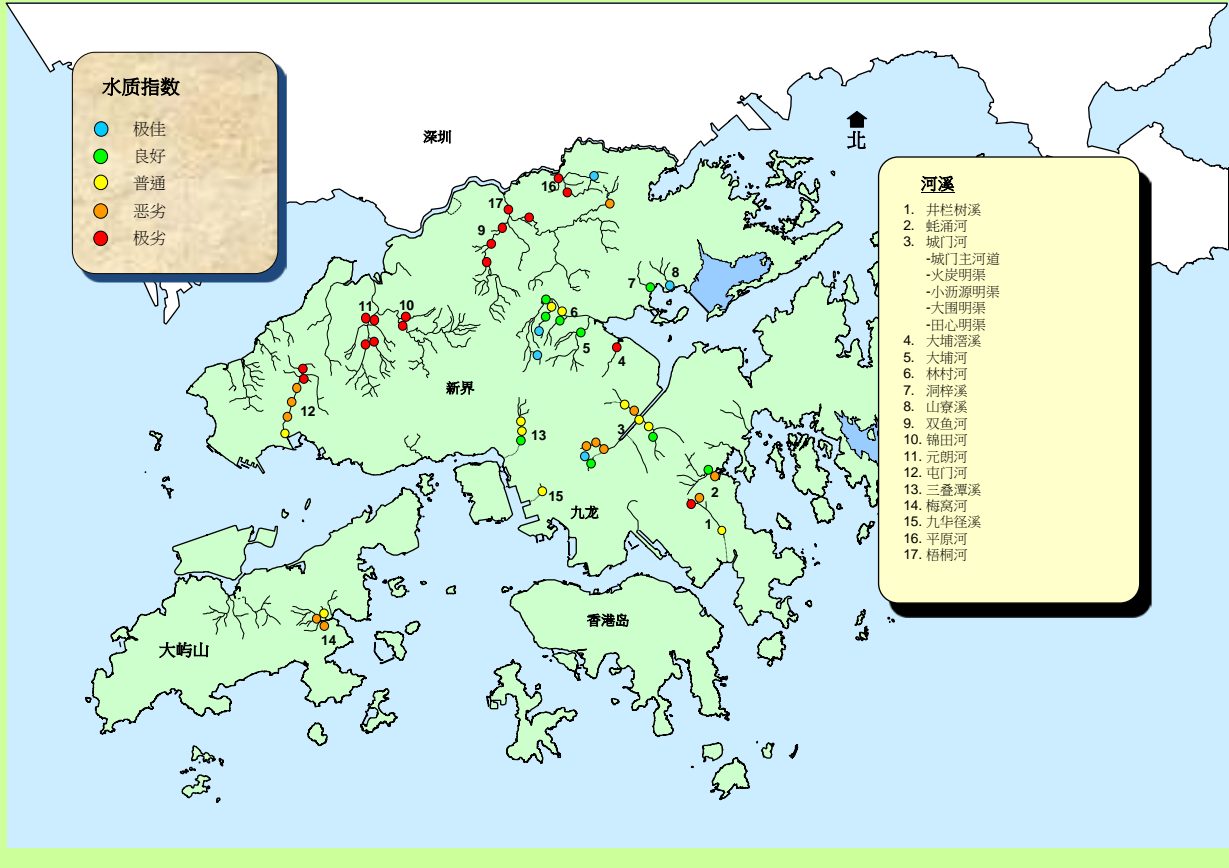 水质指数
极佳
良好
普通
恶劣
极劣
深圳
北
河溪
1. 井栏树溪
2. 蚝涌河
3. 城门河
-城门主河道
-火炭明渠
-小沥源明渠
-大围明渠
-田心明渠
4. 大埔滘溪
5. 大埔河
6. 林村河
7. 洞梓溪
8. 山寮溪
9. 双鱼河
10. 锦田河
11. 元朗河
12. 屯门河
13. 三叠潭溪
14. 梅窝河
15. 九华径溪
16. 平原河
17. 梧桐河
16
17
9
7
8
11
10
6
5
4
新界
12
3
13
2
15
九龙
1
香港岛
14
大屿山